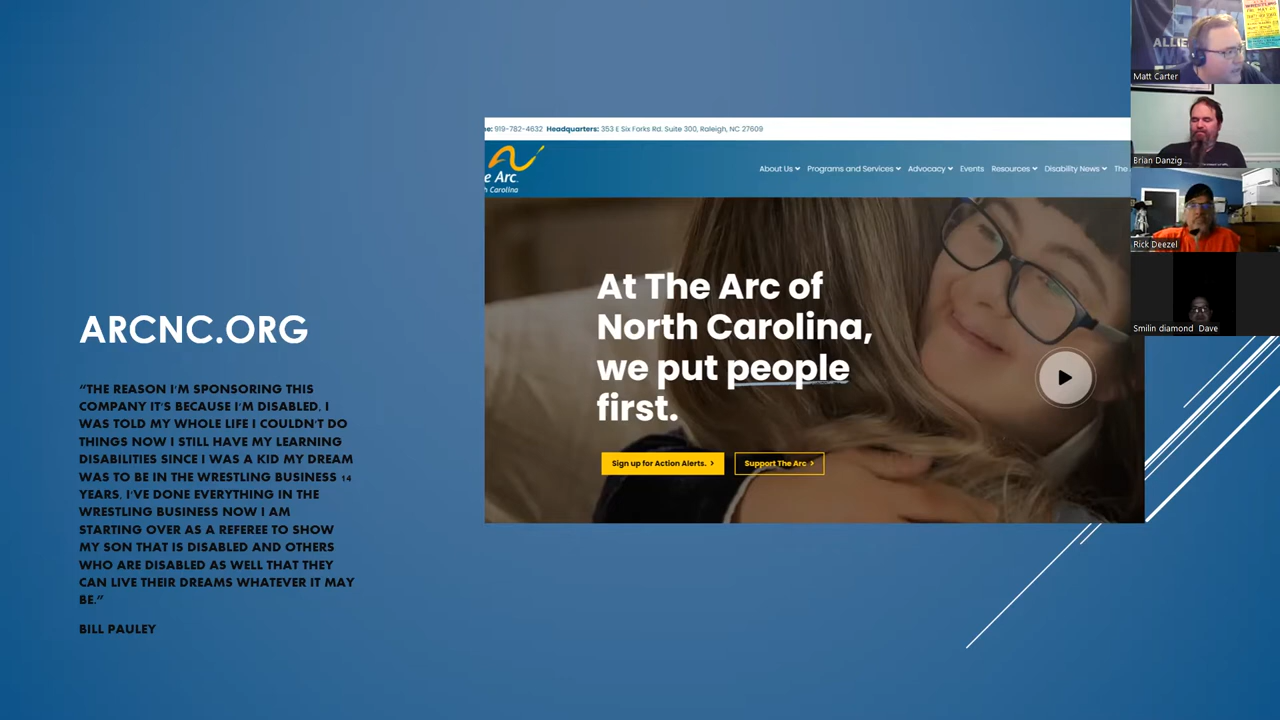 ALLIE
Matt Carter
Brian Danzig
Rick Deezel
Smilin diamond Dave
ne: 919-782-4632 Headquarters: 353 E Six Forks Rd. Suite 300, Raleigh, NC 27609
e Arc.
h Carolina
About Us Programs and Services Advocacy Events Resources Disability News The
At The Arc of
North Carolina,
we put people
first.
Sign up for Action Alerts. >
Support The Arc >
ARCNC.ORG
“THE REASON I’M SPONSORING THIS
COMPANY IT’S BECAUSE I’M DISABLED, I
WAS TOLD MY WHOLE LIFE I COULDN’T DO
THINGS NOW I STILL HAVE MY LEARNING
DISABILITIES SINCE I WAS A KID MY DREAM
WAS TO BE IN THE WRESTLING BUSINESS 14
YEARS, I’VE DONE EVERYTHING IN THE
WRESTLING BUSINESS NOW I AM
STARTING OVER AS A REFEREE TO SHOW
MY SON THAT IS DISABLED AND OTHERS
WHO ARE DISABLED AS WELL THAT THEY
CAN LIVE THEIR DREAMS WHATEVER IT MAY
BE.”
BILL PAULEY